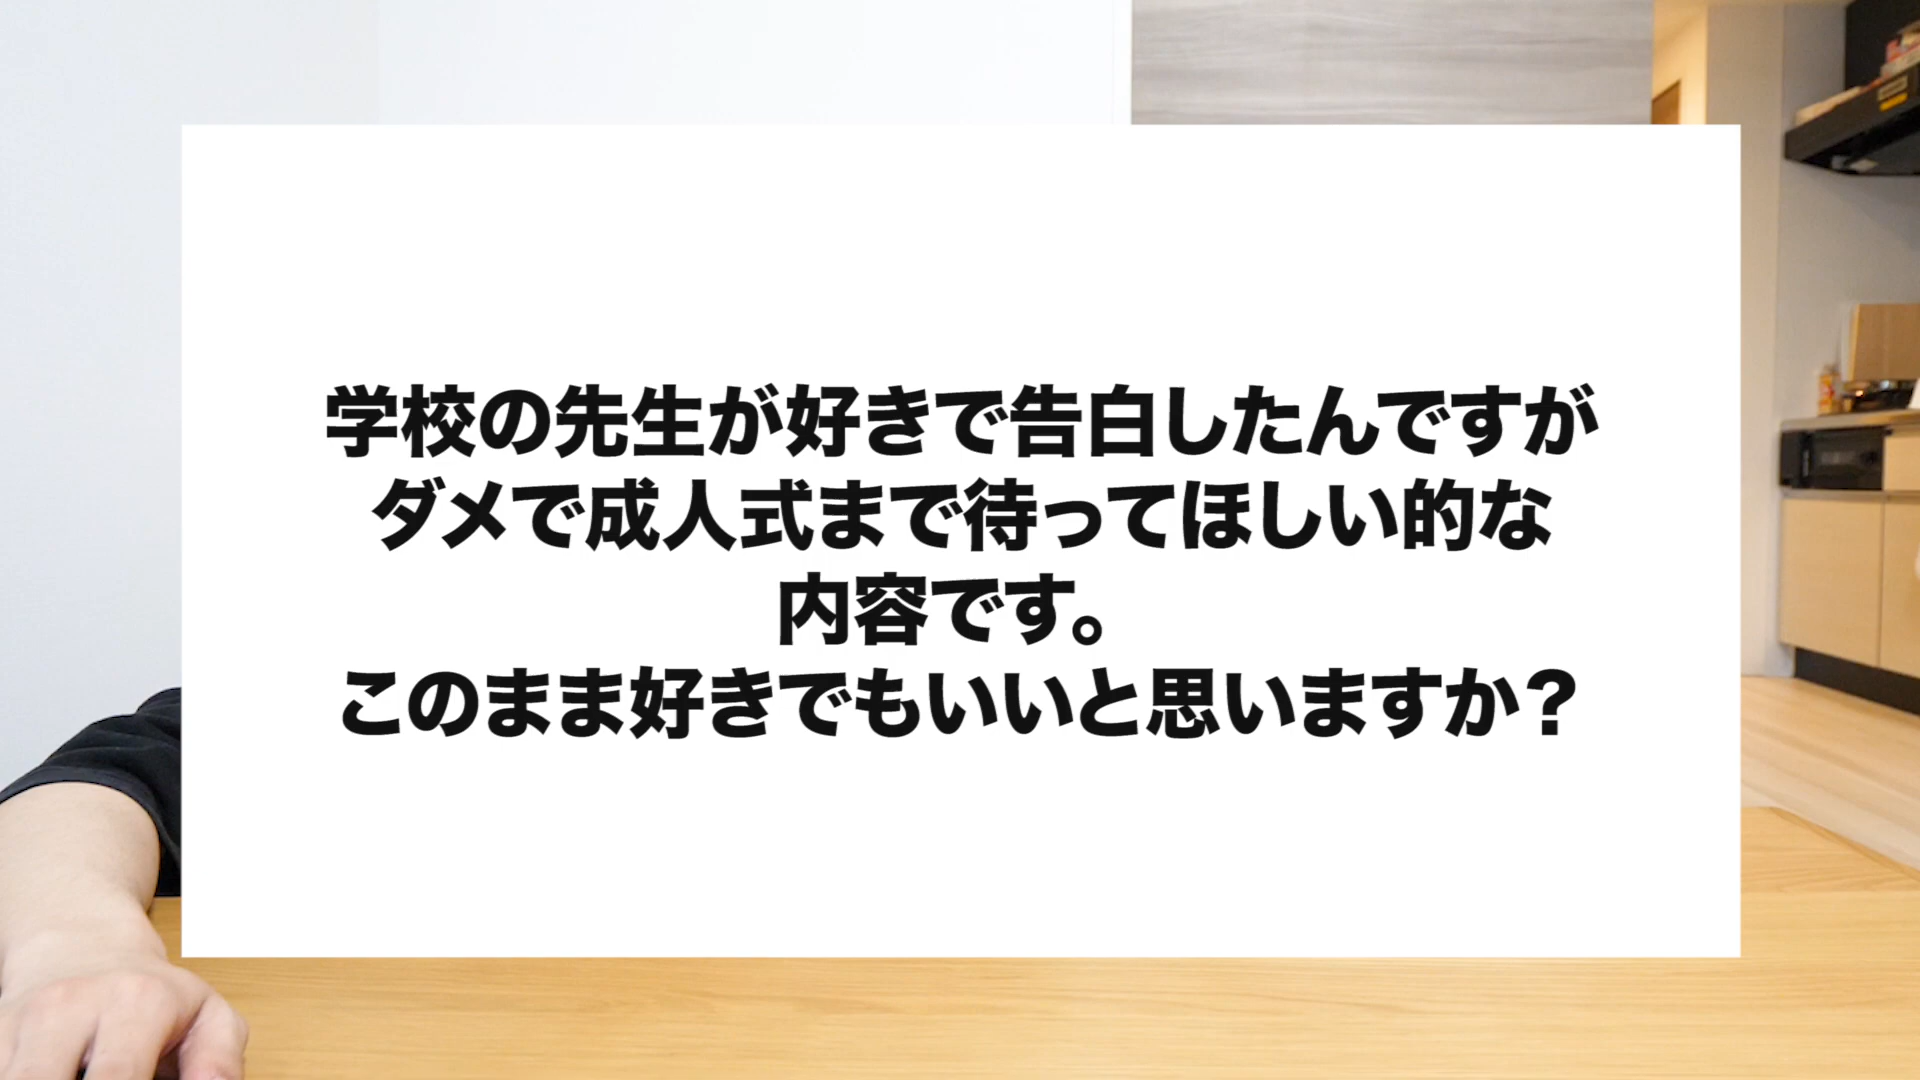 学校の先生が好きで告白したんですが
ダメで成人式まで待ってほしい的な
内容です。
このまま好きでもいいと思いますか？